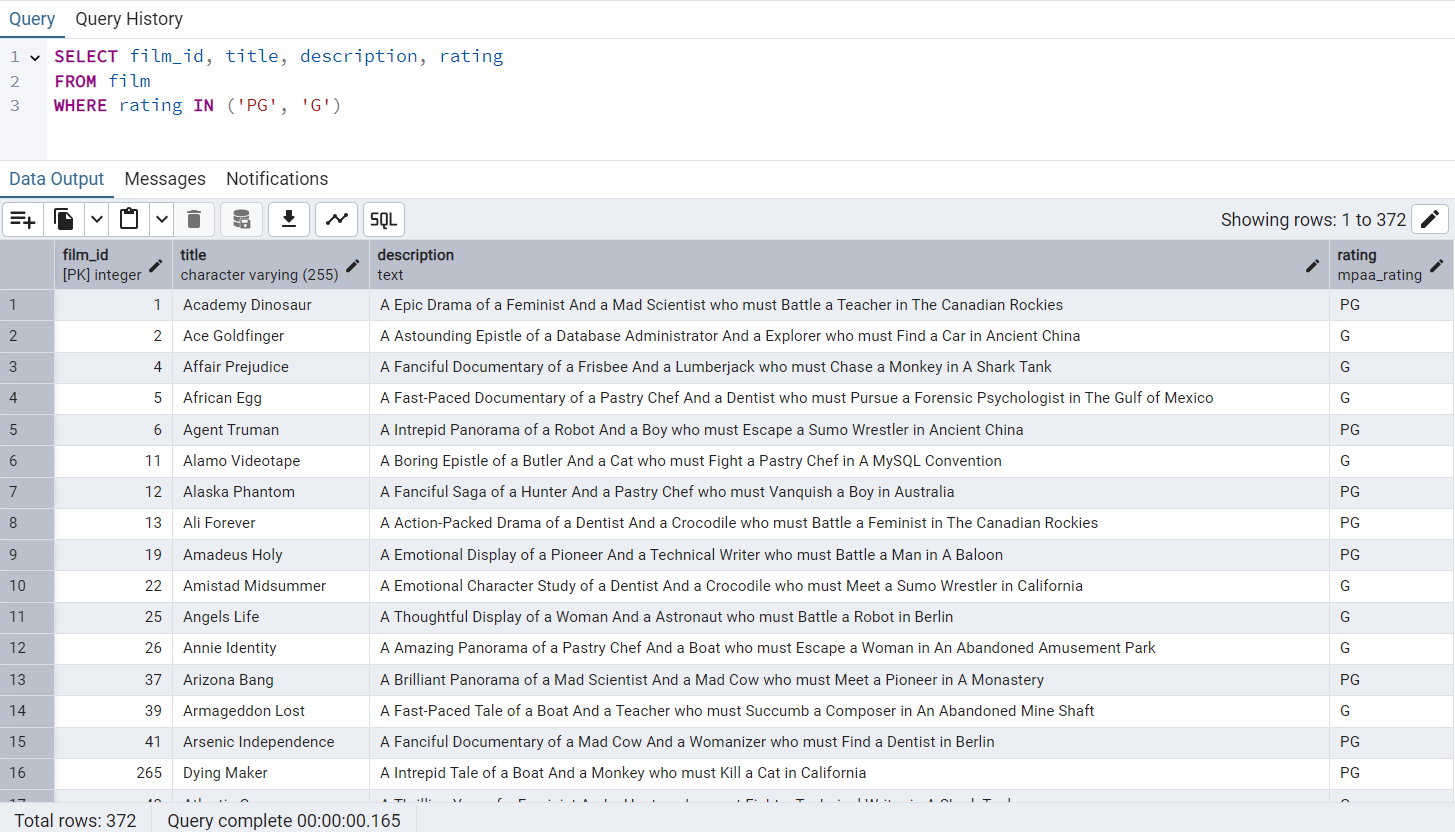 Query Query History
1 SELECT film_id, title, description, rating
2 FROM film
3 WHERE rating IN ('PG', 'G')
Data Output Messages Notifications
SQL Showing rows: 1 to 372
film_id title description rating
[PK] integer character varying (255) text mpaa_rating
1 1 Academy Dinosaur A Epic Drama of a Feminist And a Mad Scientist who must Battle a Teacher in The Canadian Rockies PG
2 2 Ace Goldfinger A Astounding Epistle of a Database Administrator And a Explorer who must Find a Car in Ancient China G
3 4 Affair Prejudice A Fanciful Documentary of a Frisbee And a Lumberjack who must Chase a Monkey in A Shark Tank G
4 5 African Egg A Fast-Paced Documentary of a Pastry Chef And a Dentist who must Pursue a Forensic Psychologist in The Gulf of Mexico G
5 6 Agent Truman A Intrepid Panorama of a Robot And a Boy who must Escape a Sumo Wrestler in Ancient China PG
6 11 Alamo Videotape A Boring Epistle of a Butler And a Cat who must Fight a Pastry Chef in A MySQL Convention G
7 12 Alaska Phantom A Fanciful Saga of a Hunter And a Pastry Chef who must Vanquish a Boy in Australia PG
8 13 Ali Forever A Action-Packed Drama of a Dentist And a Crocodile who must Battle a Feminist in The Canadian Rockies PG
9 19 Amadeus Holy A Emotional Display of a Pioneer And a Technical Writer who must Battle a Man in A Baloon PG
10 22 Amistad Midsummer A Emotional Character Study of a Dentist And a Crocodile who must Meet a Sumo Wrestler in California G
11 25 Angels Life A Thoughtful Display of a Woman And a Astronaut who must Battle a Robot in Berlin G
12 26 Annie Identity A Amazing Panorama of a Pastry Chef And a Boat who must Escape a Woman in An Abandoned Amusement Park G
13 37 Arizona Bang A Brilliant Panorama of a Mad Scientist And a Mad Cow who must Meet a Pioneer in A Monastery PG
14 39 Armageddon Lost A Fast-Paced Tale of a Boat And a Teacher who must Succumb a Composer in An Abandoned Mine Shaft G
15 41 Arsenic Independence A Fanciful Documentary of a Mad Cow And a Womanizer who must Find a Dentist in Berlin PG
16 265 Dying Maker A Intrepid Tale of a Boat And a Monkey who must Kill a Cat in California PG
Total rows: 372 Query complete 00:00:00.165